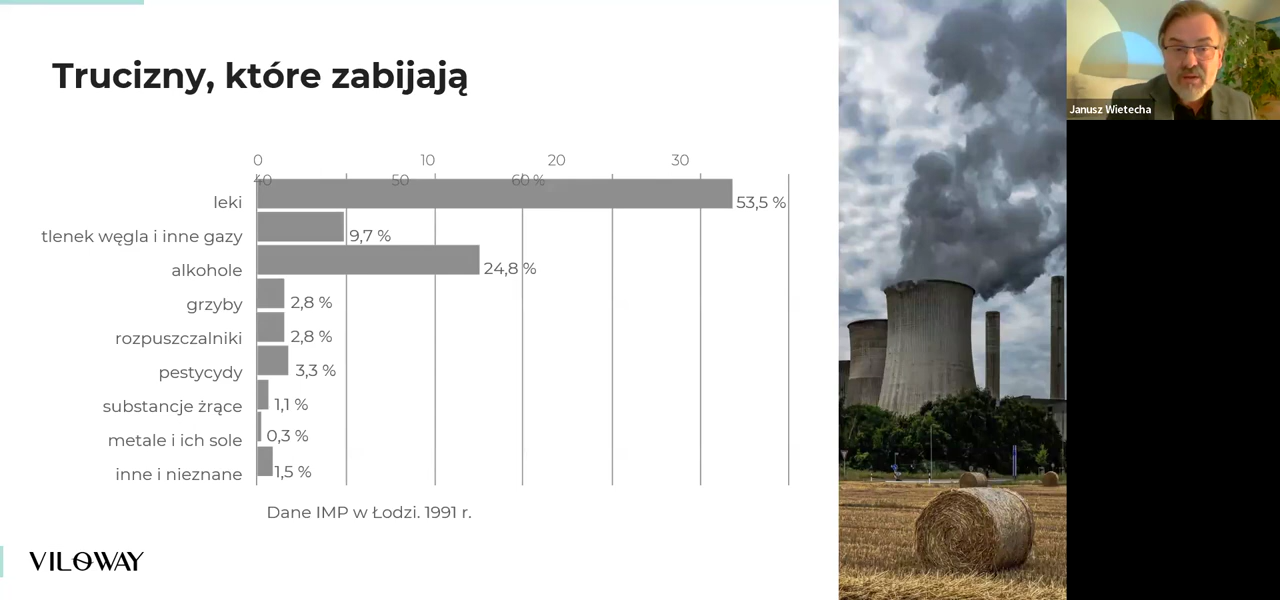 Trucizny, które zabijają
0 10 20 30
40 50 60 %
leki 53,5 %
tlenek węgla i inne gazy 9,7 %
alkohole 24,8 %
grzyby 2,8 %
rozpuszczalniki 2,8 %
pestycydy 3,3 %
substancje żrące 1,1 %
metale i ich sole 0,3 %
inne i nieznane 1,5 %
Dane IMP w Łodzi. 1991 r.
VILOWAY
Janusz Wietecha